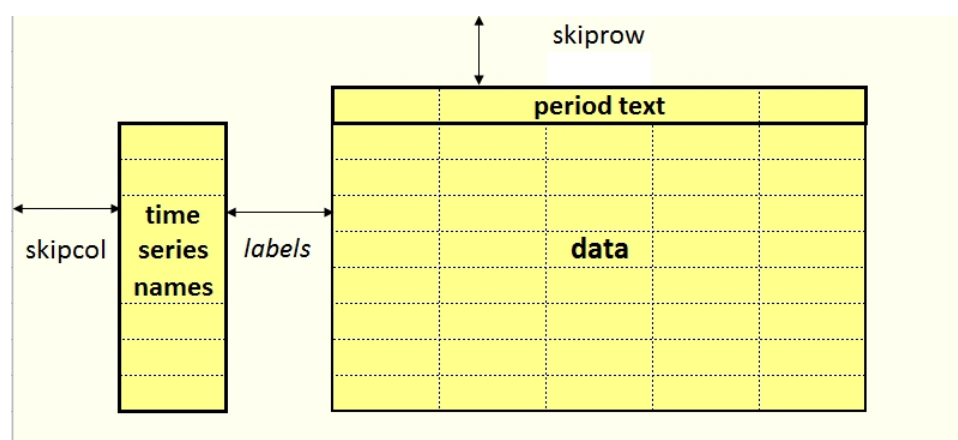 skiprow
period text
time
series
names
skipcol
labels
data